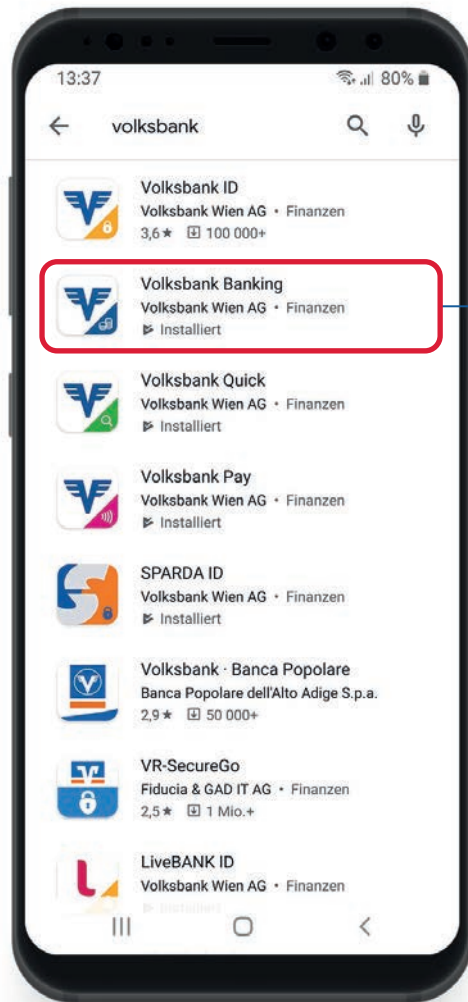 13:37 80%
volksbank
Volksbank ID
Volksbank Wien AG • Finanzen
3,6★ 100 000+
Volksbank Banking
Volksbank Wien AG • Finanzen
Installiert
Volksbank Quick
Volksbank Wien AG • Finanzen
Installiert
Volksbank Pay
Volksbank Wien AG • Finanzen
Installiert
SPARDA ID
Volksbank Wien AG • Finanzen
Installiert
Volksbank · Banca Popolare
Banca Popolare dell'Alto Adige S.p.a.
2,9★ 50 000+
VR-SecureGo
Fiducia & GAD IT AG • Finanzen
2,5★ 1 Mio.+
LiveBANK ID
Volksbank Wien AG • Finanzen
Installiert